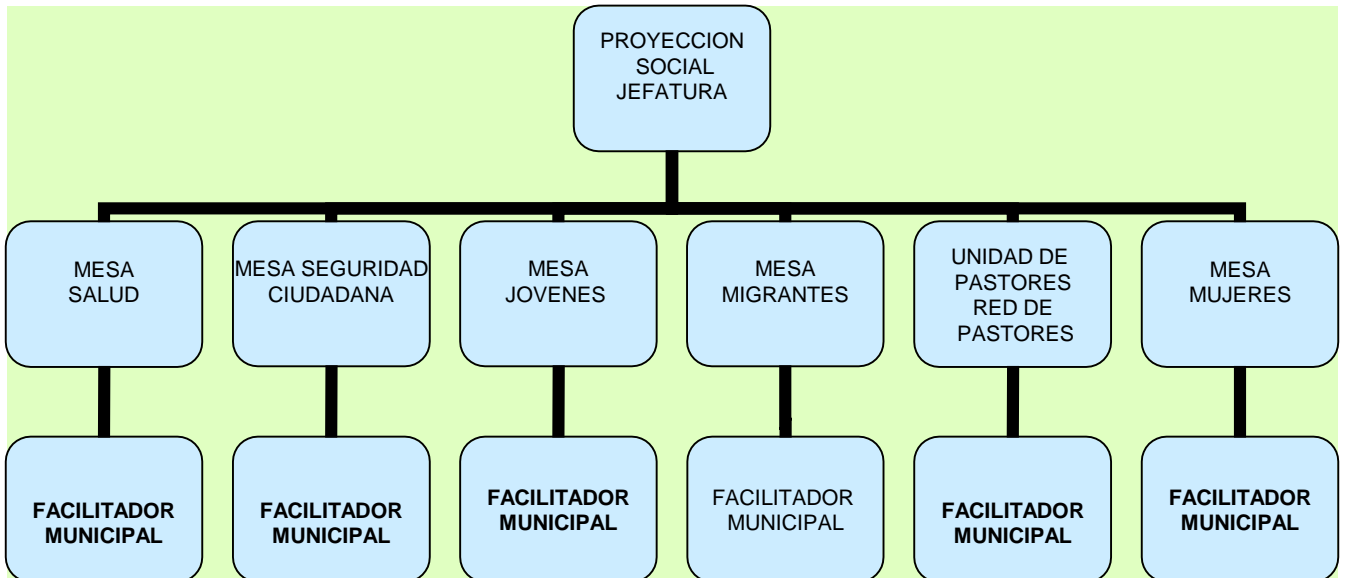 PROYECCION
SOCIAL
JEFATURA
MESA
SALUD
MESA SEGURIDAD
CIUDADANA
MESA
JOVENES
MESA
MIGRANTES
UNIDAD DE
PASTORES
RED DE
PASTORES
MESA
MUJERES
FACILITADOR
MUNICIPAL
FACILITADOR
MUNICIPAL
FACILITADOR
MUNICIPAL
FACILITADOR
MUNICIPAL
FACILITADOR
MUNICIPAL
FACILITADOR
MUNICIPAL